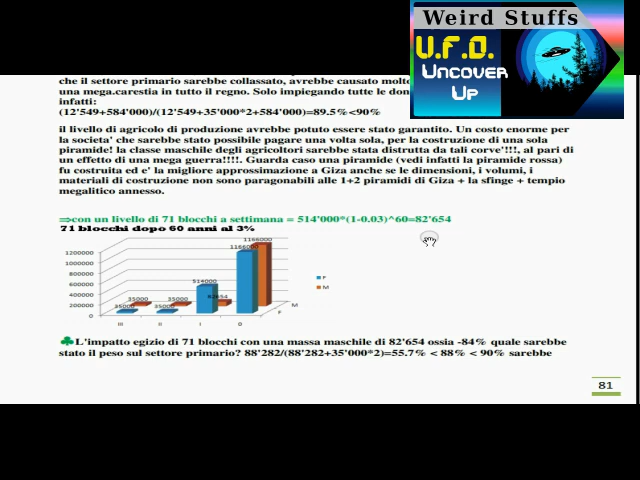 Weird Stuffs
U.F.O.
Uncover
Up
che il settore primario sarebbe collassato, avrebbe causato molto
una mega.carestia in tutto il regno. Solo impiegando tutte le don
infatti:
(12'549+584'000)/(12'549+35'000*2+584'000)=89.5%<90%
il livello di agricolo di produzione avrebbe potuto essere stato garantito. Un costo enorme per
la societa' che sarebbe stato possibile pagare una volta sola, per la costruzione di una sola
piramide! la classe maschile degli agricoltori sarebbe stata distrutta da tali corve'!!!, al pari di
un effetto di una mega guerra!!!!. Guarda caso una piramide (vedi infatti la piramide rossa)
fu costruita ed e' la migliore approssimazione a Giza anche se le dimensioni, i volumi, i
materiali di costruzione non sono paragonabili alle 1+2 piramidi di Giza + la sfinge + tempio
megalitico annesso.
⇒con un livello di 71 blocchi a settimana = 514'000*(1-0.03)^60=82'654
71 blocchi dopo 60 anni al 3%
1166000
1166000
1200000
1000000
800000
600000
400000
200000
0
514000
35000
35000
82654
35000
35000
III
II
I
0
F
M
F
M
♣L'impatto egizio di 71 blocchi con una massa maschile di 82'654 ossia -84% quale sarebbe
stato il peso sul settore primario? 88'282/(88'282+35'000*2)=55.7% < 88% < 90% sarebbe
81